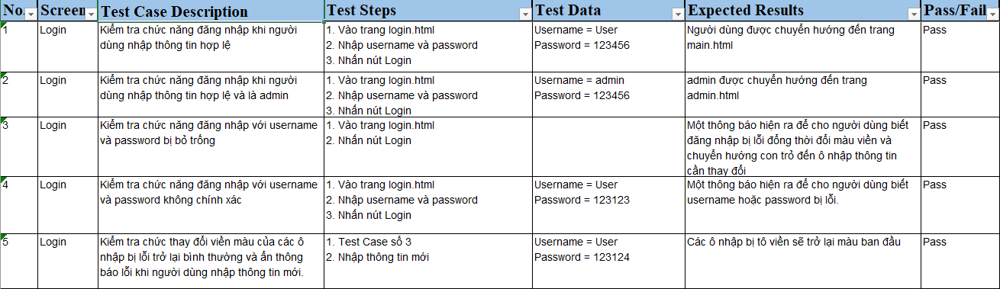 No. Screen Test Case Description Test Steps Test Data Expected Results Pass/Fail
1 Login Kiểm tra chức năng đăng nhập khi người 1. Vào trang login.html Username = User Người dùng được chuyển hướng đến trang Pass
dùng nhập thông tin hợp lệ 2. Nhập username và password Password = 123456 main.html
3. Nhấn nút Login
2 Login Kiểm tra chức năng đăng nhập khi người 1. Vào trang login.html Username = admin admin được chuyển hướng đến trang Pass
dùng nhập thông tin hợp lệ và là admin 2. Nhập username và password Password = 123456 admin.html
3. Nhấn nút Login
3 Login Kiểm tra chức năng đăng nhập với username 1. Vào trang login.html Một thông báo hiện ra để cho người dùng biết Pass
và password bị bỏ trống 2. Nhấn nút Login đăng nhập bị lỗi đồng thời đổi màu viền và
chuyển hướng con trỏ đến ô nhập thông tin
cần thay đổi
4 Login Kiểm tra chức năng đăng nhập với username 1. Vào trang login.html Username = User Một thông báo hiện ra để cho người dùng biết Pass
và password không chính xác 2. Nhập username và password Password = 123123 username hoặc password bị lỗi.
3. Nhấn nút Login
5 Login Kiểm tra chức thay đổi viền màu của các ô 1. Test Case số 3 Username = User Các ô nhập bị tô viền sẽ trở lại màu ban đầu Pass
nhập bị lỗi trở lại bình thường và ẩn thông 2. Nhập thông tin mới Password = 123124
báo lỗi khi người dùng nhập thông tin mới.